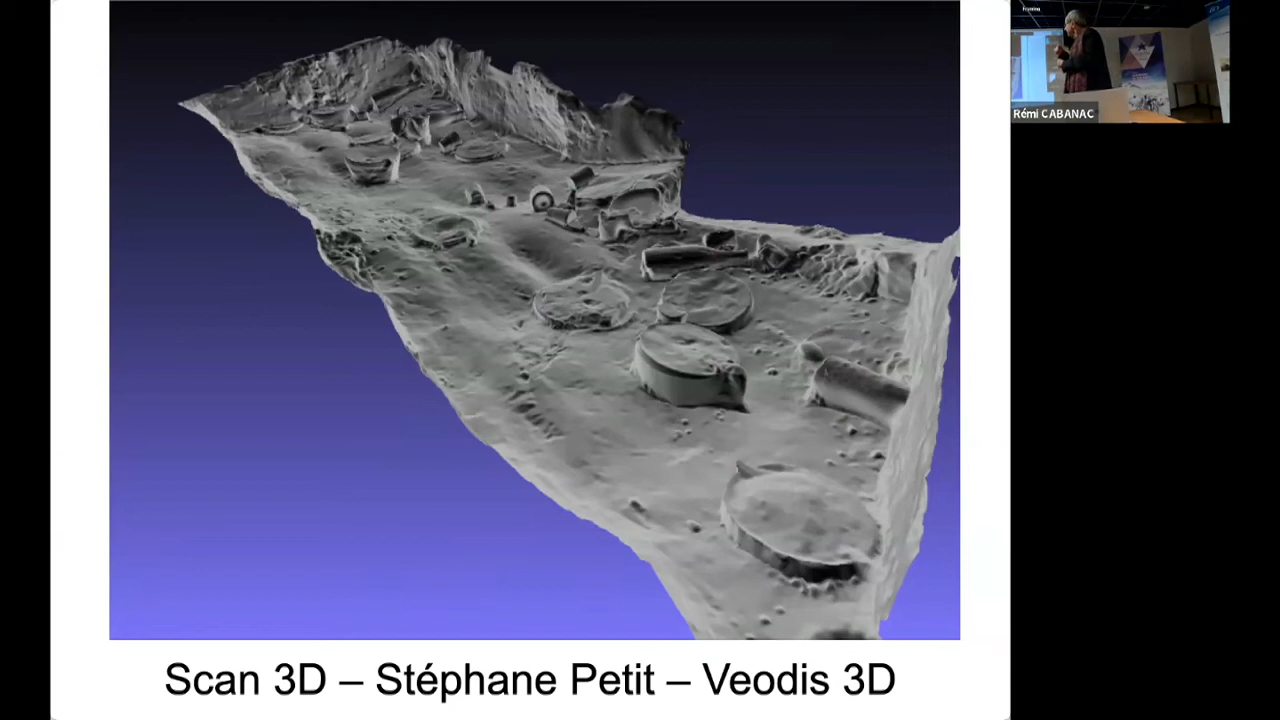 Scan 3D – Stéphane Petit – Veodis 3D
Rémi CABANAC